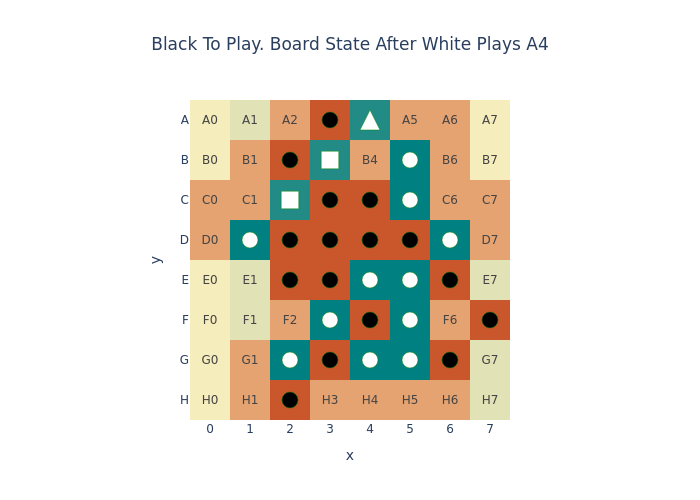 Black To Play. Board State After White Plays A4
A A0 A1 A2 A5 A6 A7
B B0 B1 B4 B6 B7
C C0 C1 C6 C7
D D0 D7
E E0 E1 E7
F F0 F1 F2 F6
G G0 G1 G7
H H0 H1 H3 H4 H5 H6 H7
0 1 2 3 4 5 6 7
x
y